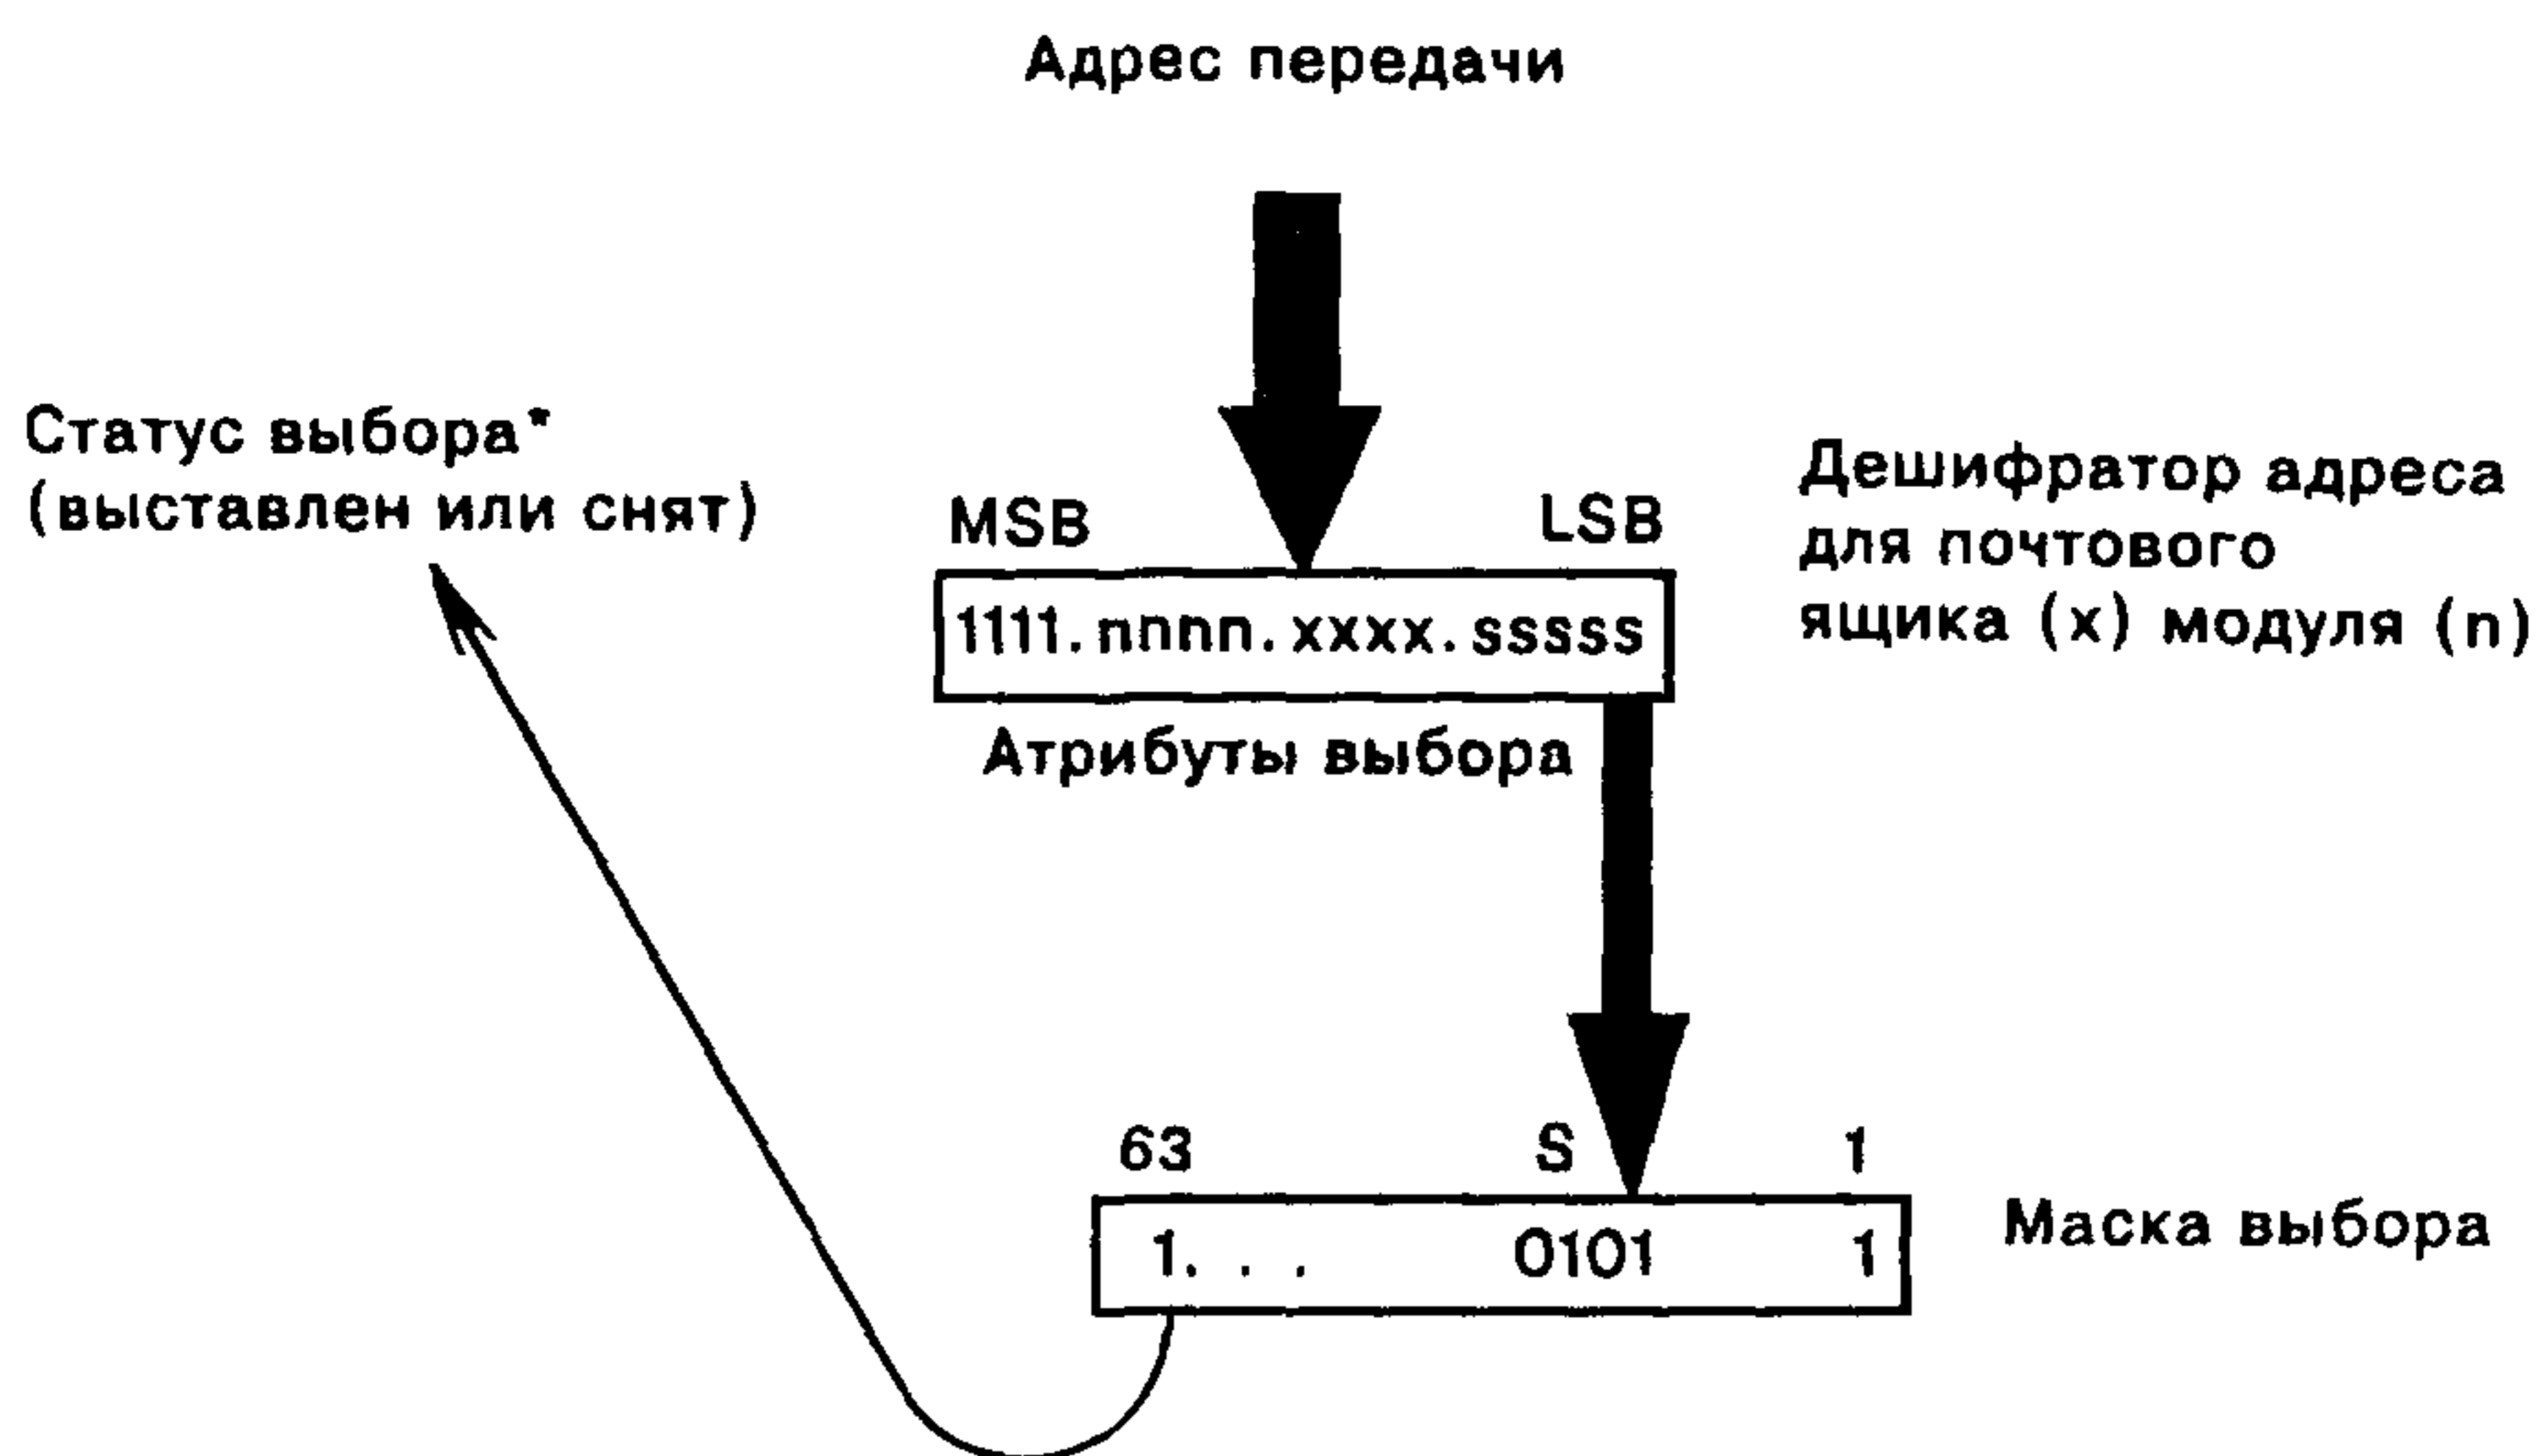 Адрес передачи
Статус выбора*
(выставлен или снят)
MSB LSB
Дешифратор адреса
для почтового
ящика (x) модуля (n)
1111.nnnn.xxxx.sssss
Атрибуты выбора
63 S 1
1. . . 0101 1
Маска выбора